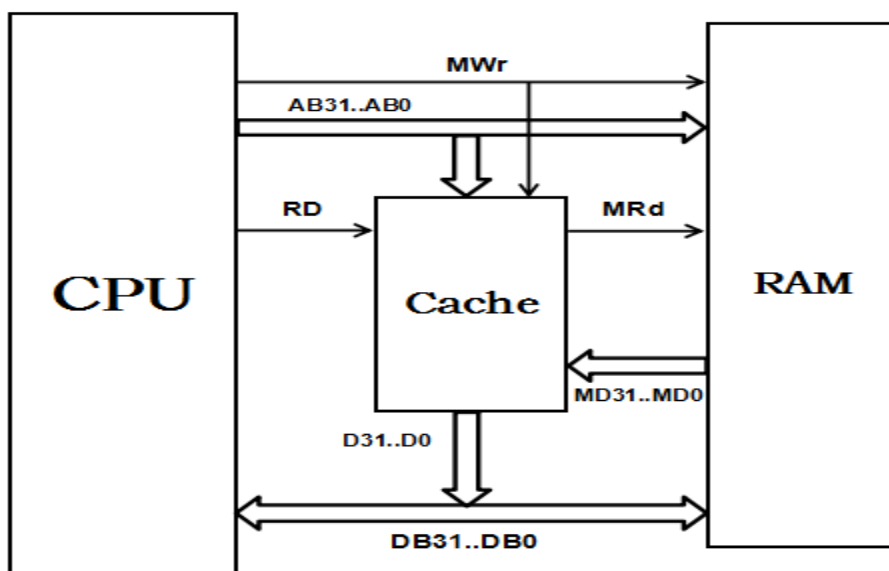 MWr
AB31..AB0
RD
MRd
CPU
Cache
RAM
MD31..MD0
D31..D0
DB31..DB0